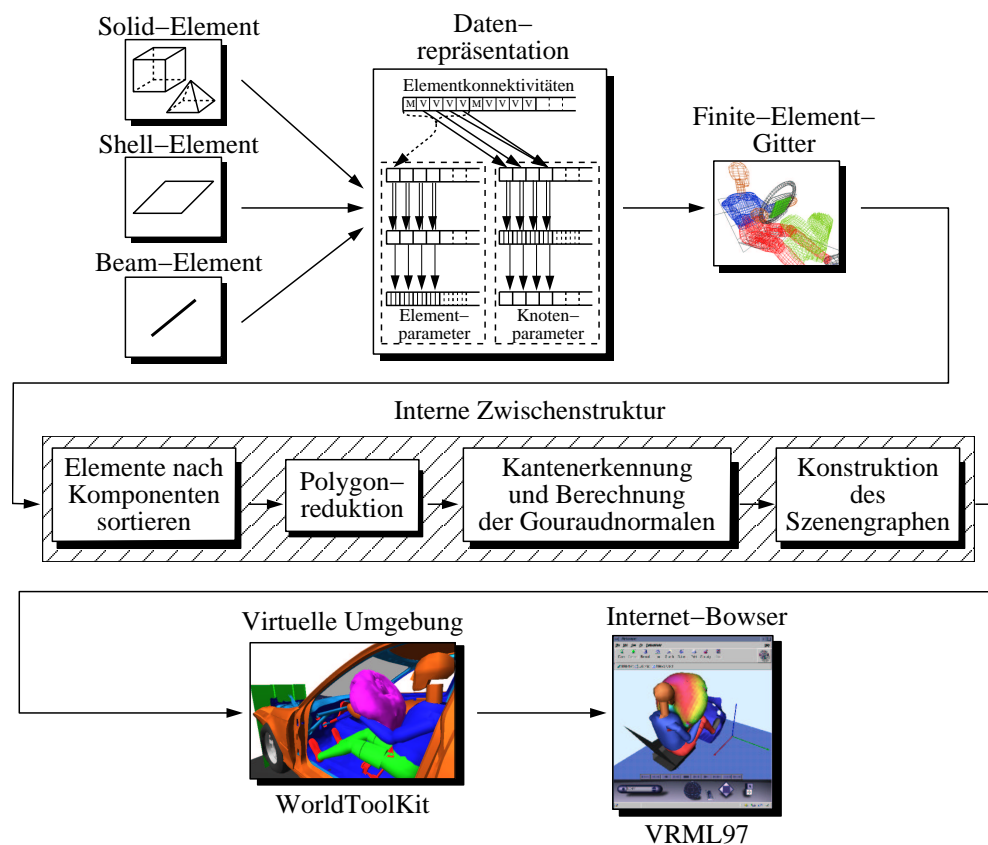 Solid–Element
Shell–Element
Beam–Element
Daten–
repräsentation
Elementkonnektivitäten
M V V V V M V V V V
Element–
parameter
Knoten–
parameter
Finite–Element–
Gitter
Interne Zwischenstruktur
Elemente nach
Komponenten
sortieren
Polygon–
reduktion
Kantenerkennung
und Berechnung
der Gouraudnormalen
Konstruktion
des
Szenengraphen
Virtuelle Umgebung
WorldToolKit
Internet–Bowser
VRML97